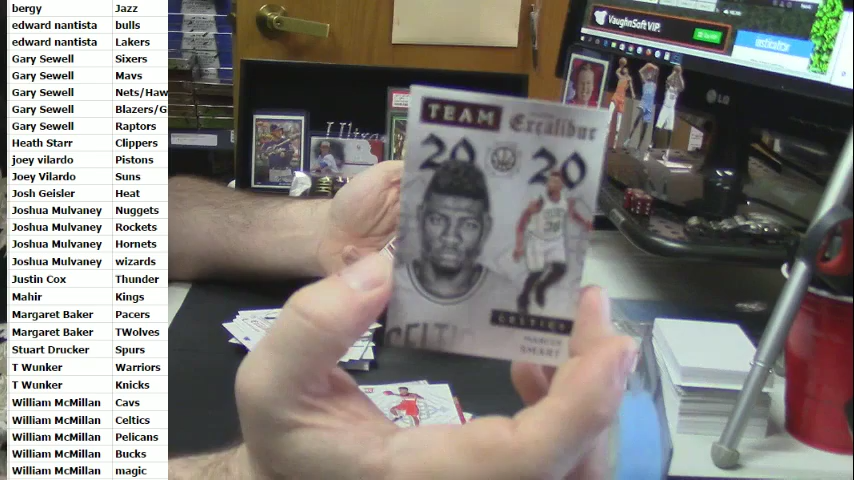 bergy Jazz
edward nantista bulls
edward nantista Lakers
Gary Sewell Sixers
Gary Sewell Mavs
Gary Sewell Nets/Haw
Gary Sewell Blazers/G
Gary Sewell Raptors
Heath Starr Clippers
joey vilardo Pistons
Joey Vilardo Suns
Josh Geisler Heat
Joshua Mulvaney Nuggets
Joshua Mulvaney Rockets
Joshua Mulvaney Hornets
Joshua Mulvaney wizards
Justin Cox Thunder
Mahir Kings
Margaret Baker Pacers
Margaret Baker TWolves
Stuart Drucker Spurs
T Wunker Warriors
T Wunker Knicks
William McMillan Cavs
William McMillan Celtics
William McMillan Pelicans
William McMillan Bucks
William McMillan magic
VaughnSoft VIP.
LG
TEAM Excalibur
20 20
CELTICS
MARCUS
SMART